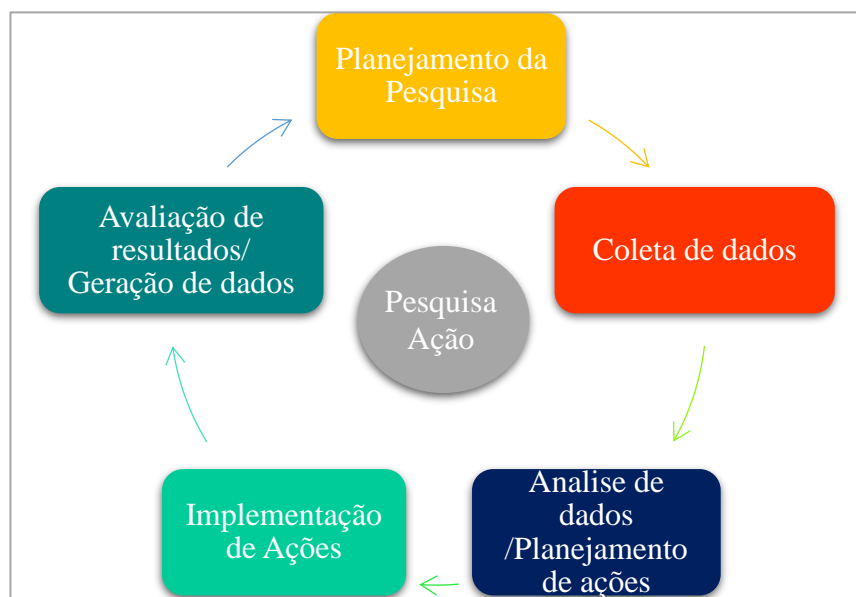 Planejamento da
Pesquisa
Coleta de dados
Analise de
dados
/Planejamento
de ações
Implementação
de Ações
Avaliação de
resultados/
Geração de dados
Pesquisa
Ação